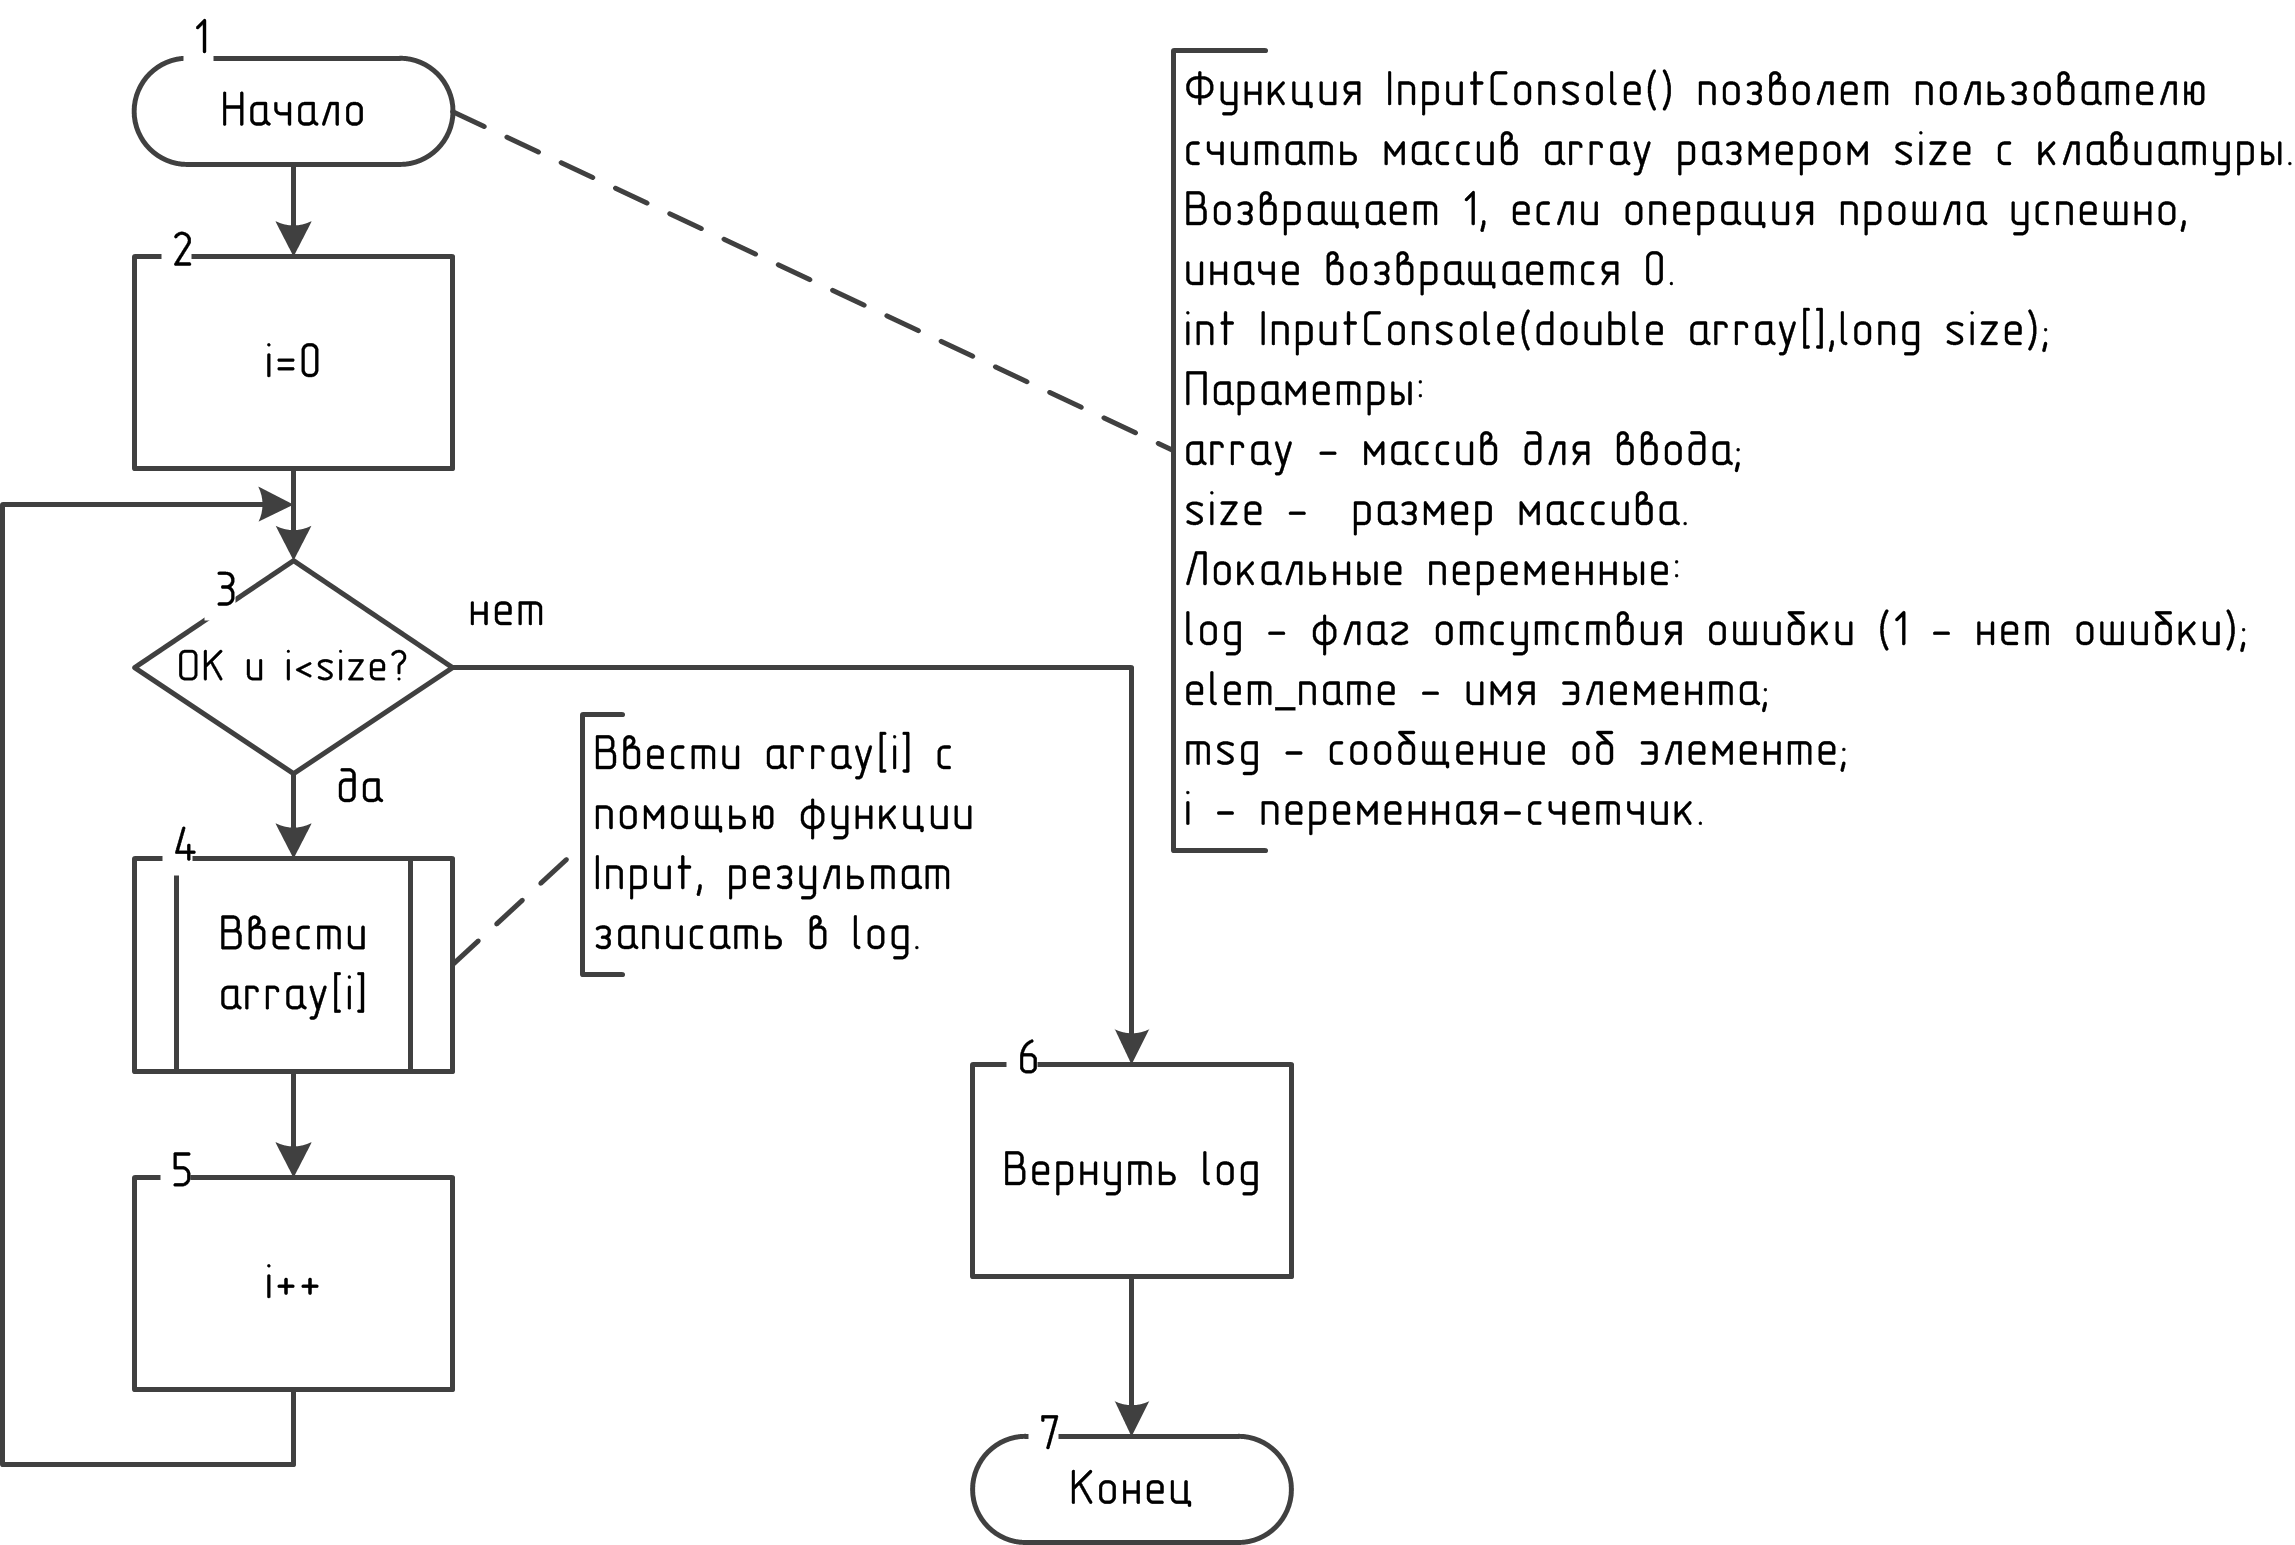 1
Начало
2
i=0
3
ОК и i<size?
нет
да
4
Ввести
array[i]
Ввести array[i] с
помощью функции
Input, результат
записать в log.
5
i++
6
Вернуть log
7
Конец
Функция InputConsole() позволет пользователю
считать массив array размером size с клавиатуры.
Возвращает 1, если операция прошла успешно,
иначе возвращается 0.
int InputConsole(double array[],long size);
Параметры:
array - массив для ввода;
size - размер массива.
Локальные переменные:
log - флаг отсутствия ошибки (1 - нет ошибки);
elem_name - имя элемента;
msg - сообщение об элементе;
i - переменная-счетчик.